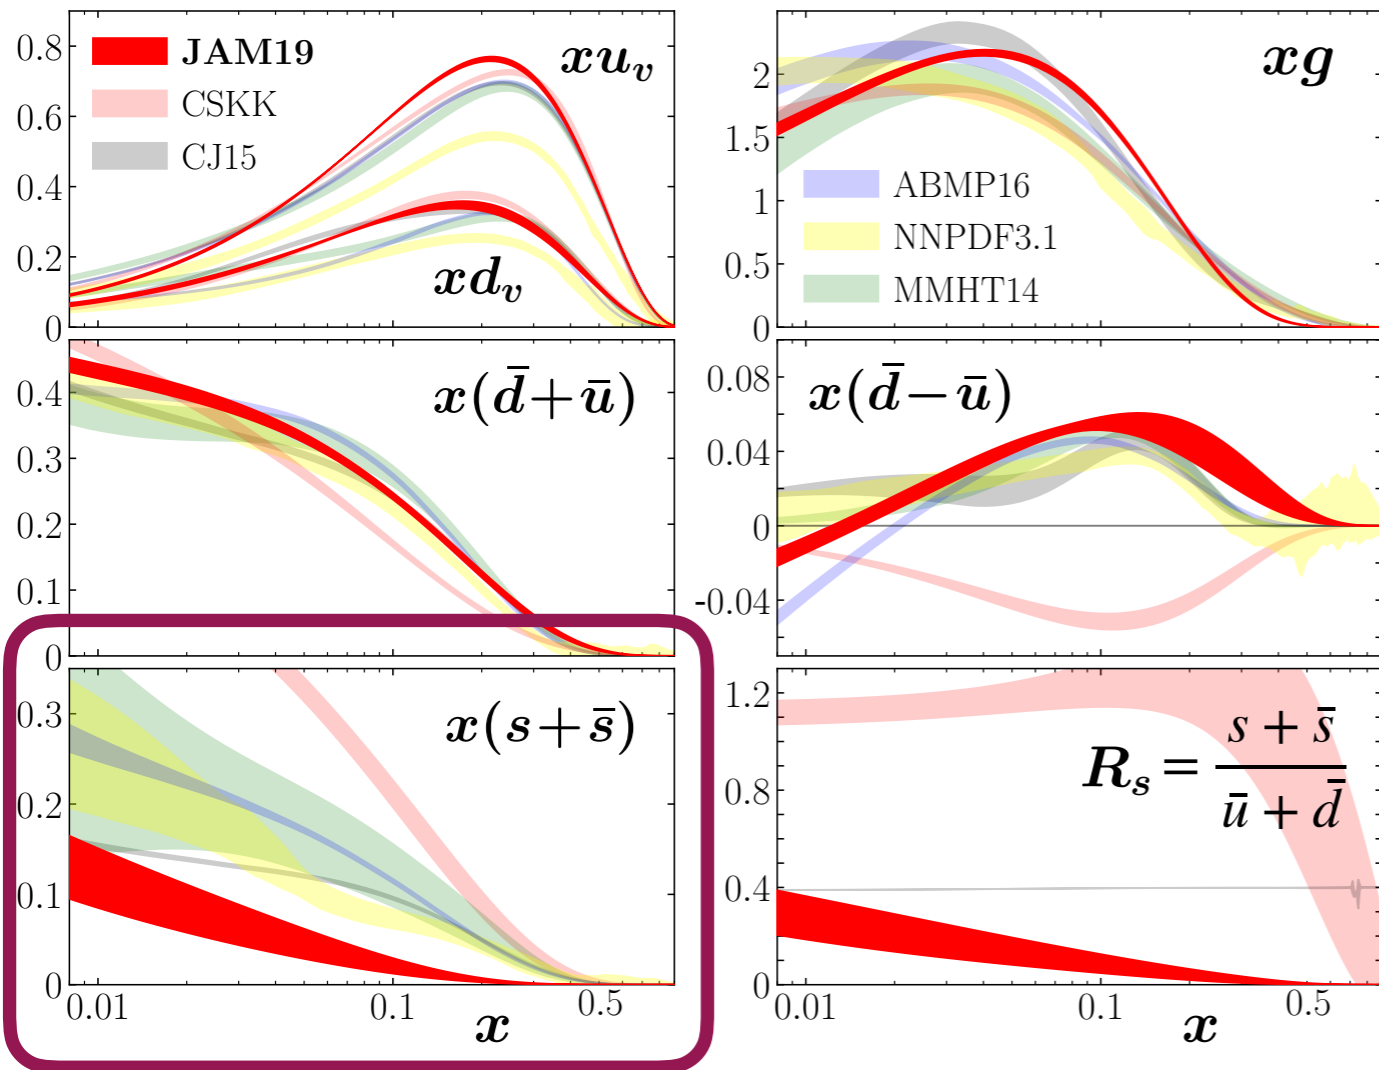 0.8
0.6
0.4
0.2
0
JAM19
CSKK
CJ15
xu_v
xd_v
2
1.5
1
0.5
0
xg
ABMP16
NNPDF3.1
MMHT14
0.4
0.3
0.2
0.1
0
x(d̄+ū)
0.08
0.04
0
-0.04
x(d̄−ū)
0.3
0.2
0.1
0
x(s+s̄)
0.01 0.1 0.5
x
1.2
0.8
0.4
0
R_s = (s + s̄)/(ū + d̄)
0.01 0.1 0.5
x